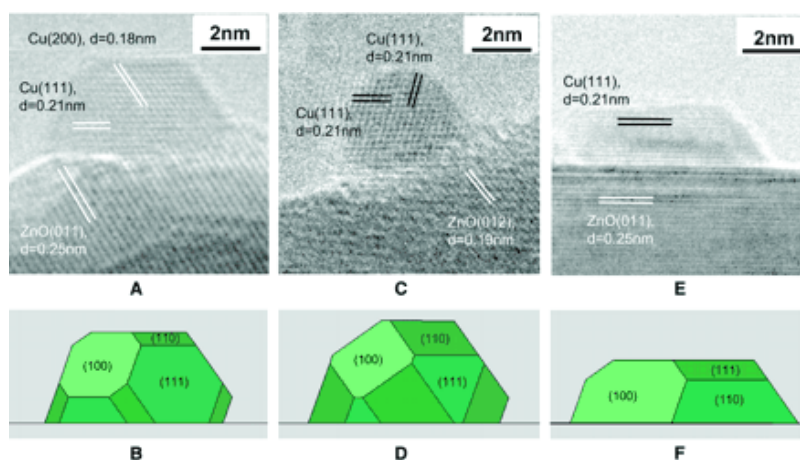 Cu(200), d=0.18nm
2nm
Cu(111),
d=0.21nm
ZnO(011),
d=0.25nm
A
Cu(111),
d=0.21nm
2nm
Cu(111),
d=0.21nm
ZnO(012),
d=0.19nm
C
2nm
Cu(111),
d=0.21nm
ZnO(011),
d=0.25nm
E
(110)
(100)
(111)
B
(110)
(100)
(111)
D
(111)
(100)
(110)
F